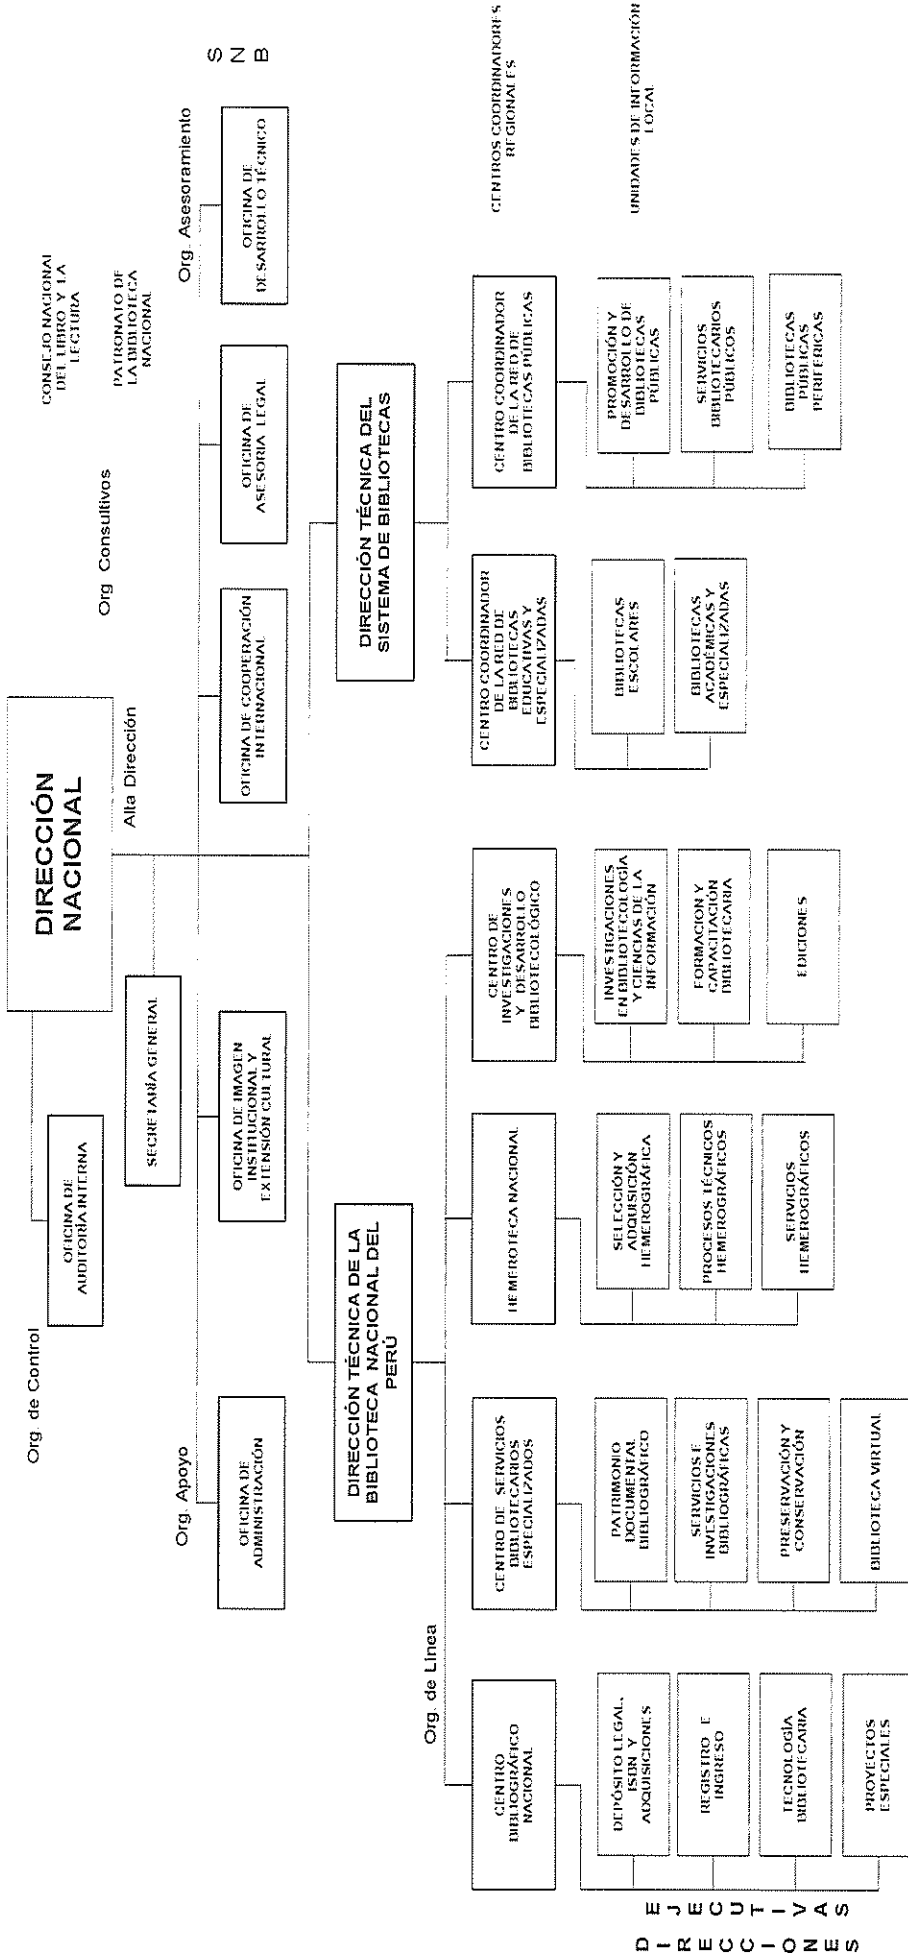 DIRECCIÓN
NACIONAL
Alta Dirección
Org. de Control
OFICINA DE
AUDITORÍA INTERNA
SECRETARÍA GENERAL
Org Consultivos
CONSEJO NACIONAL
DEL LIBRO Y LA
LECTURA
PATRONATO DE
LA BIBLIOTECA
NACIONAL
Org. Apoyo
Org. Asesoramiento
S
N
B
OFICINA DE
ADMINISTRACIÓN
OFICINA DE IMAGEN
INSTITUCIONAL Y
EXTENSIÓN CULTURAL
OFICINA DE COOPERACIÓN
INTERNACIONAL
OFICINA DE
ASESORIA LEGAL
OFICINA DE
DESARROLLO TÉCNICO
DIRECCIÓN TÉCNICA DE LA
BIBLIOTECA NACIONAL DEL
PERÚ
DIRECCIÓN TÉCNICA DEL
SISTEMA DE BIBLIOTECAS
Org. de Línea
CENTRO
BIBLIOGRÁFICO
NACIONAL
CENTRO DE SERVICIOS
BIBLIOTECARIOS
ESPECIALIZADOS
HEMEROTECA NACIONAL
CENTRO DE
INVESTIGACIONES
Y DESARROLLO
BIBLIOTECOLÓGICO
CENTRO COORDINADOR
DE LA RED DE
BIBLIOTECAS
EDUCATIVAS Y
ESPECIALIZADAS
CENTRO COORDINADOR
DE LA RED DE
BIBLIOTECAS PÚBLICAS
CENTROS COORDINADORES
REGIONALES
DIRECCIONES
EJECUTIVAS
DEPÓSITO LEGAL,
ISBN Y
ADQUISICIONES
REGISTRO E
INGRESO
TECNOLOGÍA
BIBLIOTECARIA
PROYECTOS
ESPECIALES
PATRIMONIO
DOCUMENTAL
BIBLIOGRÁFICO
SERVICIOS E
INVESTIGACIONES
BIBLIOGRÁFICAS
PRESERVACIÓN Y
CONSERVACIÓN
BIBLIOTECA VIRTUAL
SELECCIÓN Y
ADQUISICIÓN
HEMEROGRÁFICA
PROCESOS TÉCNICOS
HEMEROGRÁFICOS
SERVICIOS
HEMEROGRÁFICOS
INVESTIGACIONES
EN BIBLIOTECOLOGÍA
Y CIENCIAS DE LA
INFORMACIÓN
FORMACION Y
CAPACITACIÓN
BIBLIOTECARIA
EDICIONES
BIBLIOTECAS
ESCOLARES
BIBLIOTECAS
ACADÉMICAS Y
ESPECIALIZADAS
PROMOCIÓN Y
DESARROLLO DE
BIBLIOTECAS
PÚBLICAS
SERVICIOS
BIBLIOTECARIOS
PÚBLICOS
BIBLIOTECAS
PÚBLICAS
PERIFÉRICAS
UNIDADES DE INFORMACIÓN
LOCAL